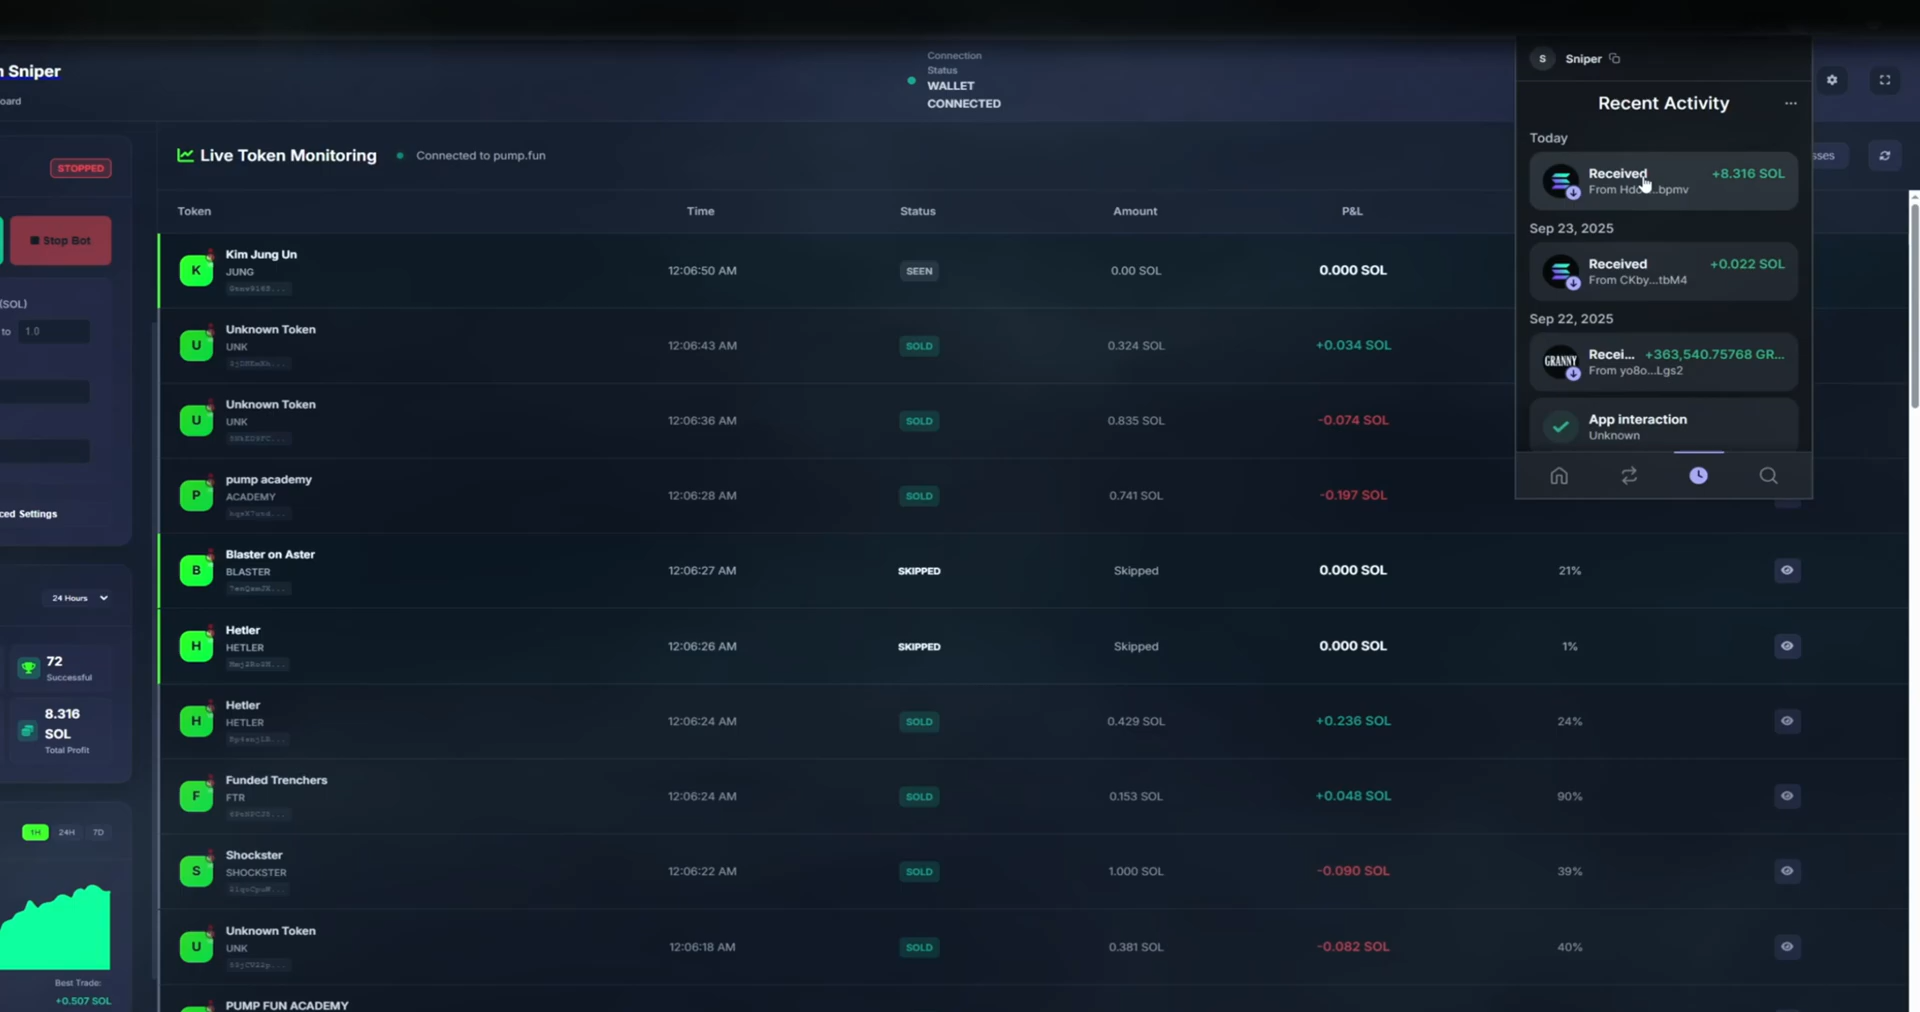 n Sniper
oard
Connection
Status
WALLET
CONNECTED
STOPPED
Stop Bot
(SOL)
to 1.0
ced Settings
24 Hours
72
Successful
8.316
SOL
Total Profit
1H 24H 7D
Best Trade:
+0.507 SOL
Live Token Monitoring Connected to pump.fun
Token Time Status Amount P&L
K Kim Jung Un
JUNG 12:06:50 AM SEEN 0.00 SOL 0.000 SOL
U Unknown Token
UNK 12:06:43 AM SOLD 0.324 SOL +0.034 SOL
U Unknown Token
UNK 12:06:36 AM SOLD 0.835 SOL -0.074 SOL
P pump academy
ACADEMY 12:06:28 AM SOLD 0.741 SOL -0.197 SOL
B Blaster on Aster
BLASTER 12:06:27 AM SKIPPED Skipped 0.000 SOL 21%
H Hetler
HETLER 12:06:26 AM SKIPPED Skipped 0.000 SOL 1%
H Hetler
HETLER 12:06:24 AM SOLD 0.429 SOL +0.236 SOL 24%
F Funded Trenchers
FTR 12:06:24 AM SOLD 0.153 SOL +0.048 SOL 90%
S Shockster
SHOCKSTER 12:06:22 AM SOLD 1.000 SOL -0.090 SOL 39%
U Unknown Token
UNK 12:06:18 AM SOLD 0.381 SOL -0.082 SOL 40%
PUMP FUN ACADEMY
S Sniper
Recent Activity
Today
Received +8.316 SOL
From ...bpmv
Sep 23, 2025
Received +0.022 SOL
From CKby...tbM4
Sep 22, 2025
GRANNY
Recei... +363,540.75768 GR...
From yo8o...Lgs2
App interaction
Unknown
sses